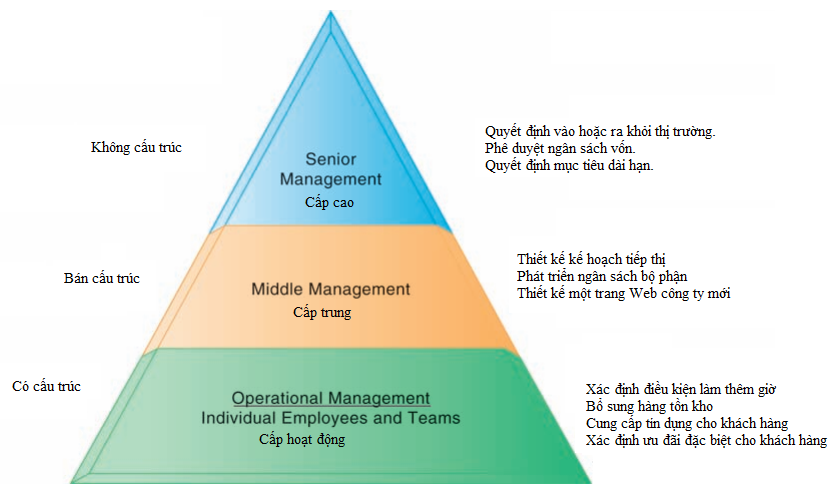 Không cấu trúc
Senior
Management
Cấp cao
Quyết định vào hoặc ra khỏi thị trường.
Phê duyệt ngân sách vốn.
Quyết định mục tiêu dài hạn.
Bán cấu trúc
Middle Management
Cấp trung
Thiết kế kế hoạch tiếp thị
Phát triển ngân sách bộ phận
Thiết kế một trang Web công ty mới
Có cấu trúc
Operational Management
Individual Employees and Teams
Cấp hoạt động
Xác định điều kiện làm thêm giờ
Bổ sung hàng tồn kho
Cung cấp tín dụng cho khách hàng
Xác định ưu đãi đặc biệt cho khách hàng